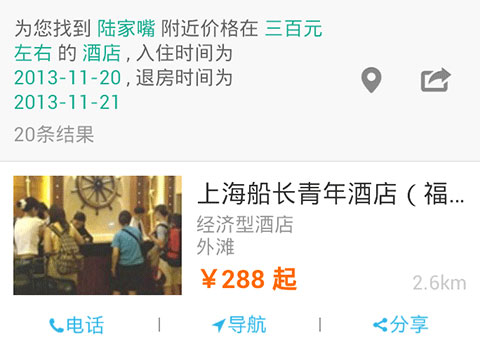 为您找到 陆家嘴 附近价格在 三百元
左右 的 酒店 , 入住时间为
2013-11-20 , 退房时间为
2013-11-21
20条结果
上海船长青年酒店（福...
经济型酒店
外滩
￥288 起
2.6km
电话 | 导航 | 分享